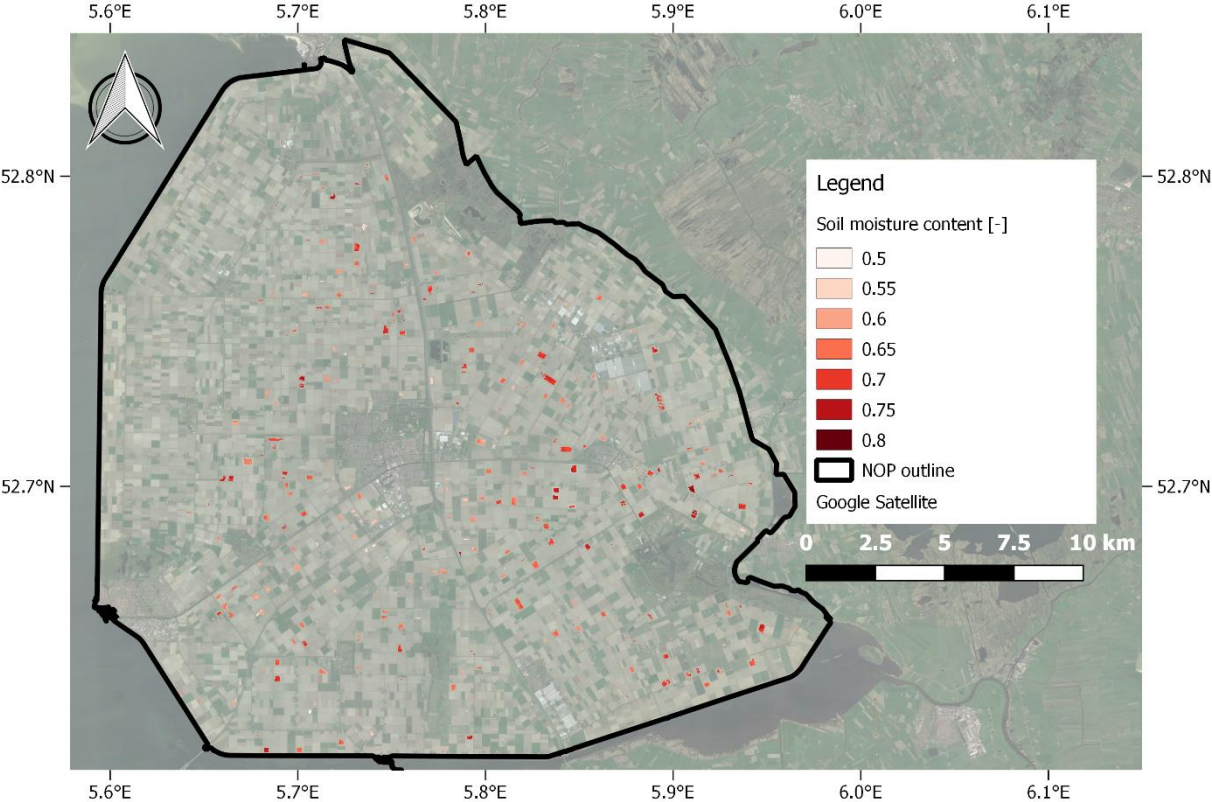 5.6°E 5.7°E 5.8°E 5.9°E 6.0°E 6.1°E
52.8°N 52.8°N
Legend
Soil moisture content [-]
0.5
0.55
0.6
0.65
0.7
0.75
0.8
NOP outline
Google Satellite
52.7°N 52.7°N
0 2.5 5 7.5 10 km
5.6°E 5.7°E 5.8°E 5.9°E 6.0°E 6.1°E